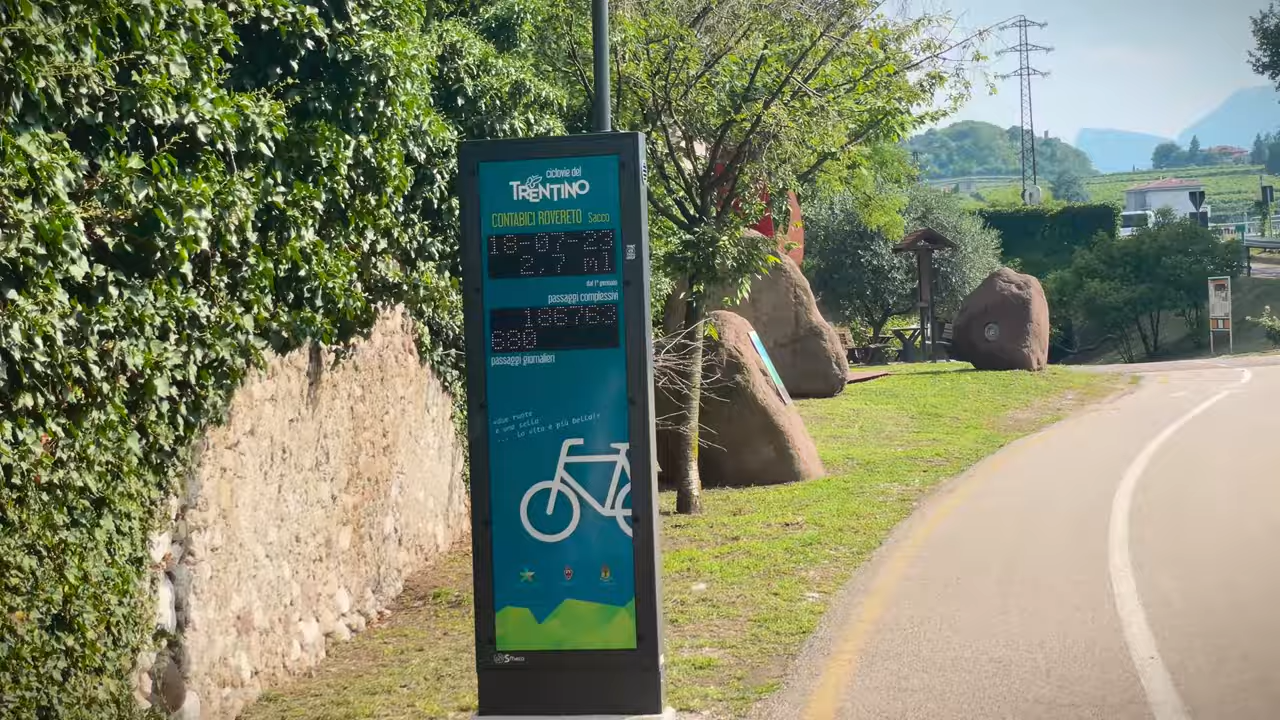 ciclovie del
TRENTINO
CONTABICI ROVERETO Sacco
18-07-23
2,7 ml
dal 1° gennaio
passaggi complessivi
186763
680
passaggi giornalieri
«due ruote
e una sella
... la vita è più bella!»